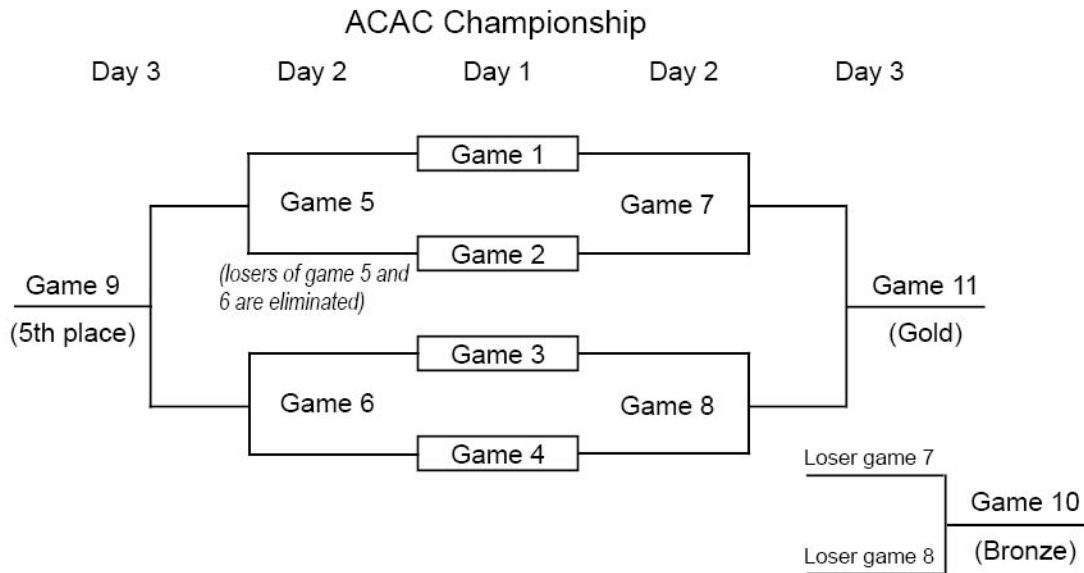 ACAC Championship
Day 3
Day 2
Day 1
Day 2
Day 3
Game 1
Game 5
Game 7
Game 2
(losers of game 5 and
6 are eliminated)
Game 9
(5th place)
Game 11
(Gold)
Game 3
Game 6
Game 8
Game 4
Loser game 7
Game 10
(Bronze)
Loser game 8